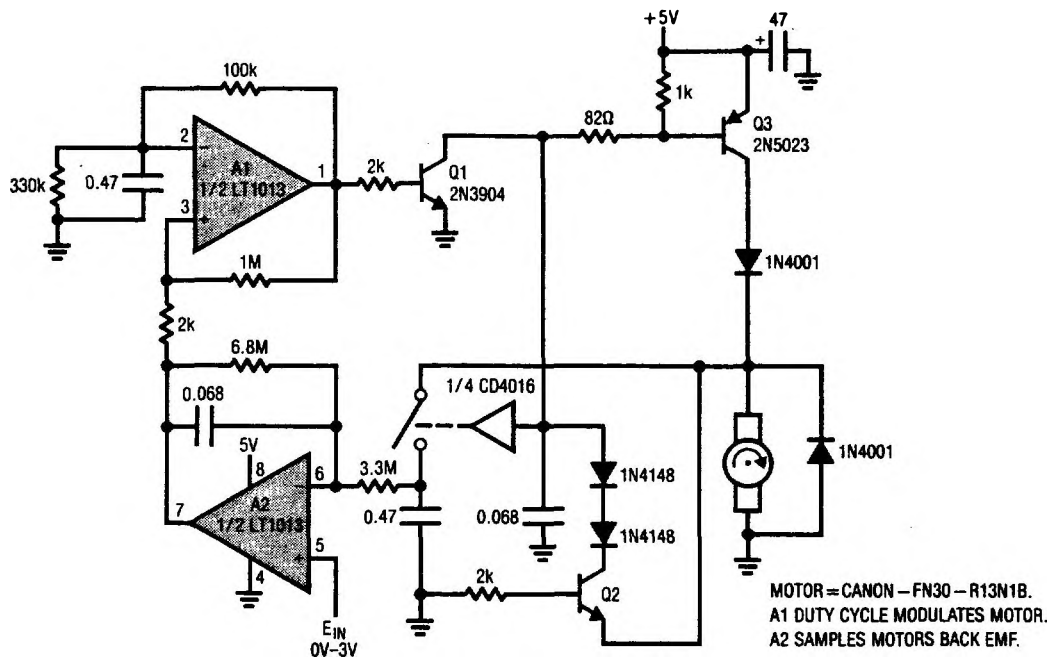 +5V
47
+
100k
1k
82Ω
Q3
2N5023
2
−
A1
1/2 LT1013
1
2k
Q1
2N3904
330k
0.47
3
+
1N4001
1M
2k
6.8M
0.068
1/4 CD4016
5V
8
6
−
3.3M
1N4148
1N4001
7
A2
1/2 LT1013
0.47
0.068
5
+
1N4148
4
2k
Q2
EIN
0V–3V
MOTOR = CANON – FN30 – R13N1B.
A1 DUTY CYCLE MODULATES MOTOR.
A2 SAMPLES MOTORS BACK EMF.